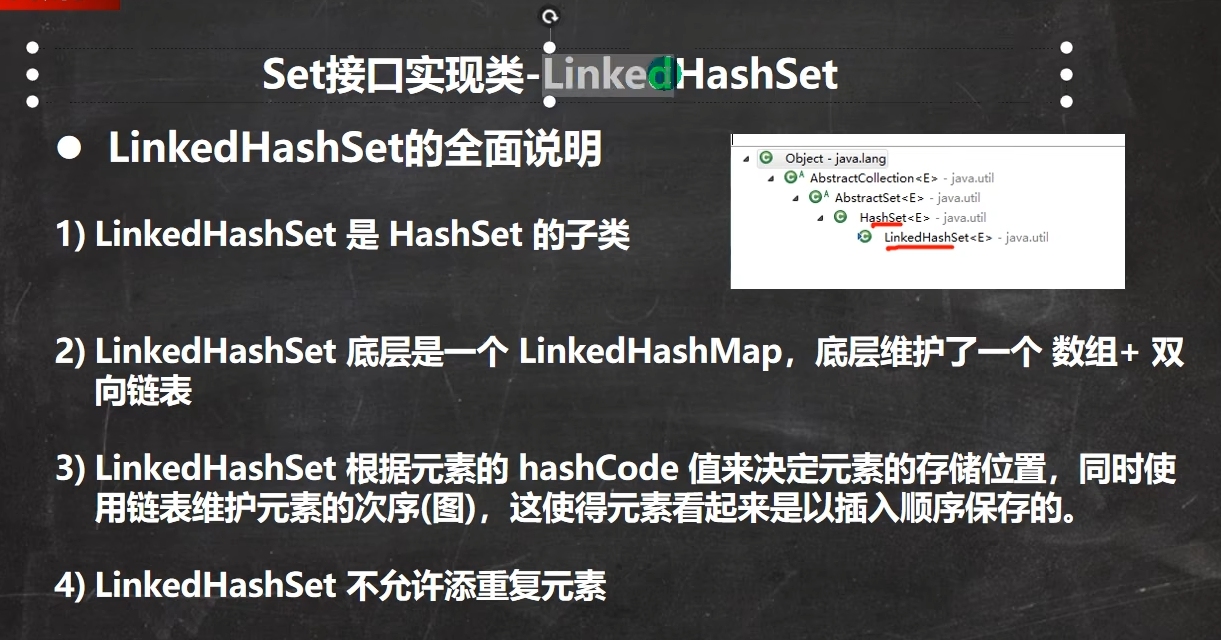 Set接口实现类-LinkedHashSet
LinkedHashSet的全面说明
Object - java.lang
AbstractCollection<E> - java.util
AbstractSet<E> - java.util
HashSet<E> - java.util
LinkedHashSet<E> - java.util
1) LinkedHashSet 是 HashSet 的子类
2) LinkedHashSet 底层是一个 LinkedHashMap，底层维护了一个 数组+ 双
向链表
3) LinkedHashSet 根据元素的 hashCode 值来决定元素的存储位置，同时使
用链表维护元素的次序(图)，这使得元素看起来是以插入顺序保存的。
4) LinkedHashSet 不允许添重复元素